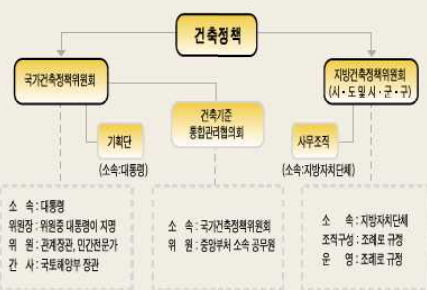 건축정책
국가건축정책위원회
지방건축정책위원회
(시·도 및 시·군·구)
건축기준
통합관리협의회
기획단
(소속:대통령)
사무조직
(소속:지방자치단체)
소 속 : 대통령
위원장 : 위원중 대통령이 지명
위 원 : 관계장관, 민간전문가
간 사 : 국토해양부 장관
소 속 : 국가건축정책위원회
위 원 : 중앙부처 소속 공무원
소 속 : 지방자치단체
조직구성 : 조례로 규정
운 영 : 조례로 규정